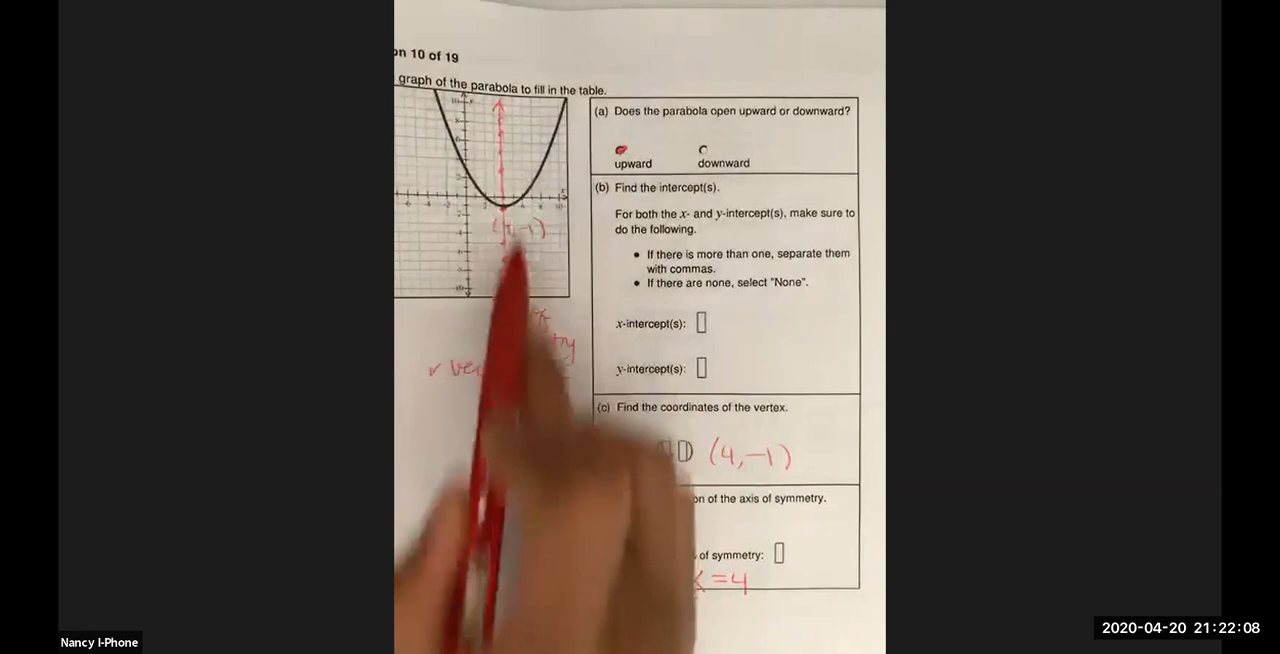 on 10 of 19
graph of the parabola to fill in the table.
(a) Does the parabola open upward or downward?
upward downward
(b) Find the intercept(s).
For both the x- and y-intercept(s), make sure to
do the following.
• If there is more than one, separate them
with commas.
• If there are none, select "None".
x-intercept(s):
y-intercept(s):
(c) Find the coordinates of the vertex.
(4,-1)
on of the axis of symmetry.
of symmetry:
x=4
Nancy I-Phone
2020-04-20 21:22:08